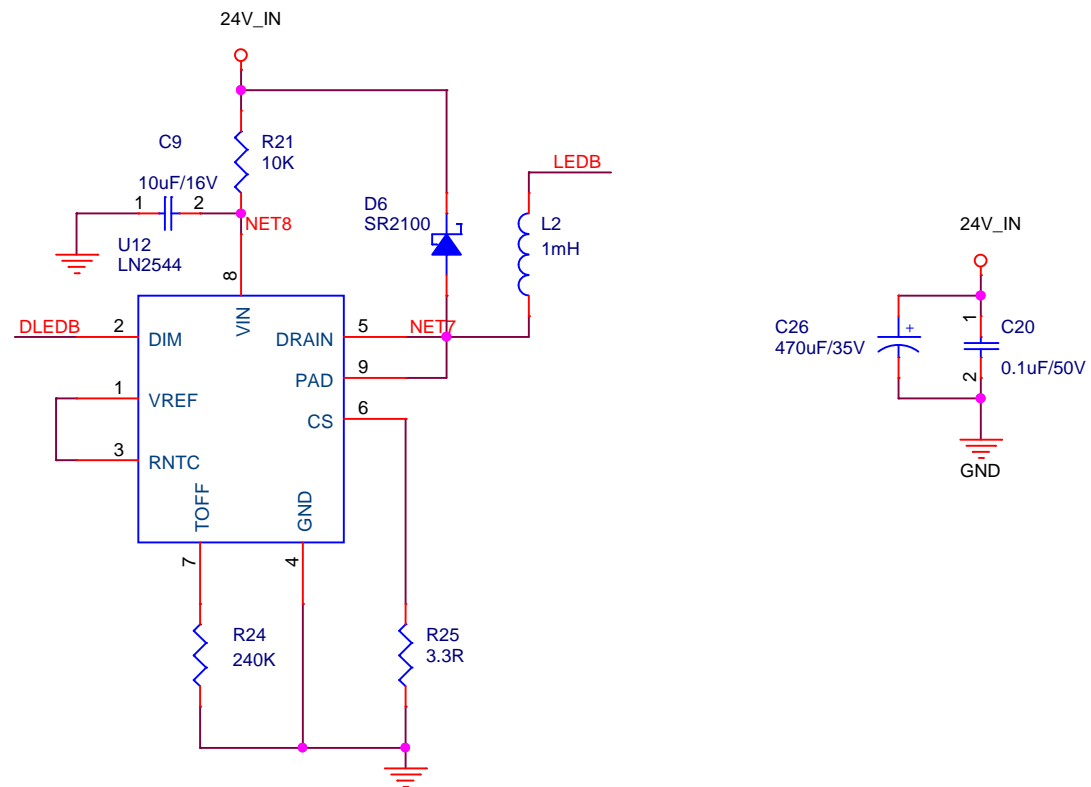 24V_IN
C9
R21
10K
10uF/16V
1
2
NET8
LEDB
D6
SR2100
L2
1mH
24V_IN
U12
LN2544
8
VIN
DLEDB
2
DIM
DRAIN
5
NET7
PAD
9
1
VREF
CS
6
3
RNTC
TOFF
GND
7
4
R24
240K
R25
3.3R
C26
470uF/35V
+
1
2
C20
0.1uF/50V
GND